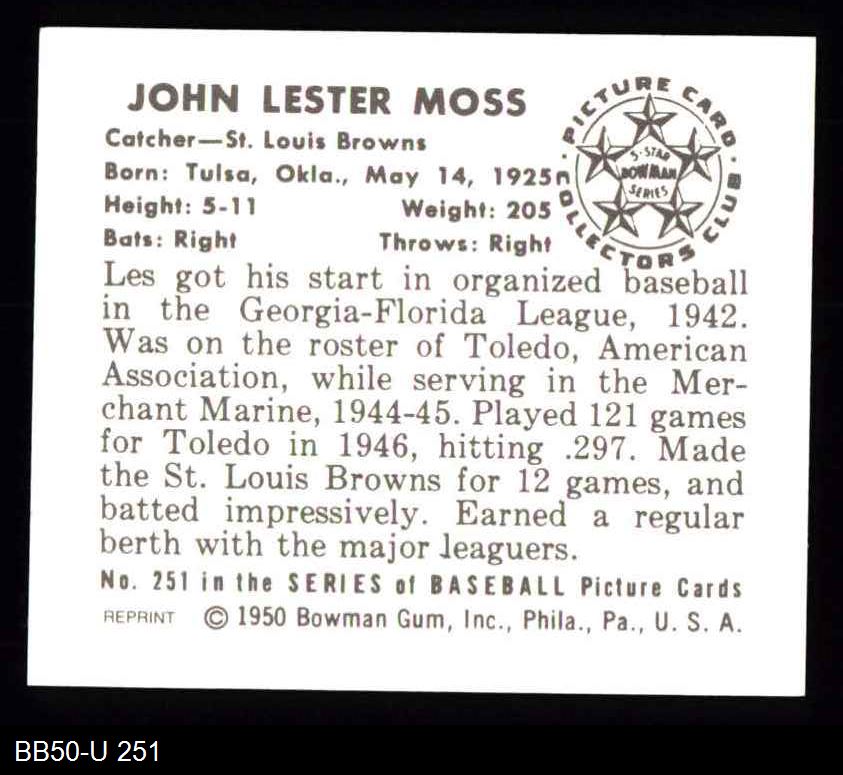 JOHN LESTER MOSS
Catcher—St. Louis Browns
Born: Tulsa, Okla., May 14, 1925
Height: 5-11 Weight: 205
Bats: Right Throws: Right
PICTURE CARD COLLECTORS CLUB
5-STAR
BOWMAN
SERIES
Les got his start in organized baseball
in the Georgia-Florida League, 1942.
Was on the roster of Toledo, American
Association, while serving in the Mer-
chant Marine, 1944-45. Played 121 games
for Toledo in 1946, hitting .297. Made
the St. Louis Browns for 12 games, and
batted impressively. Earned a regular
berth with the major leaguers.
No. 251 in the SERIES of BASEBALL Picture Cards
REPRINT © 1950 Bowman Gum, Inc., Phila., Pa., U. S. A.
BB50-U 251